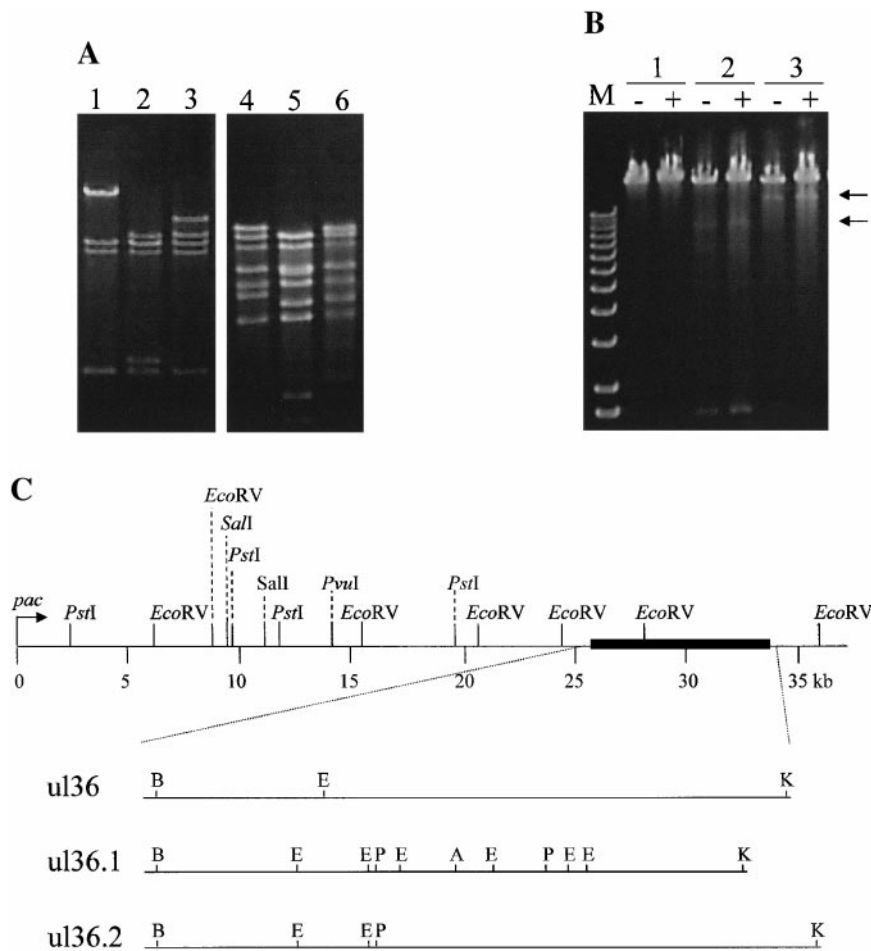 A
1 2 3 4 5 6
B
1 2 3
M - + - + - +
C
EcoRV
SalI
PstI
SalI PvuI PstI
pac PstI EcoRV PstI EcoRV EcoRV EcoRV EcoRV EcoRV
0 5 10 15 20 25 30 35 kb
ul36 B E K
ul36.1 B E E P E A E P E E K
ul36.2 B E E P K